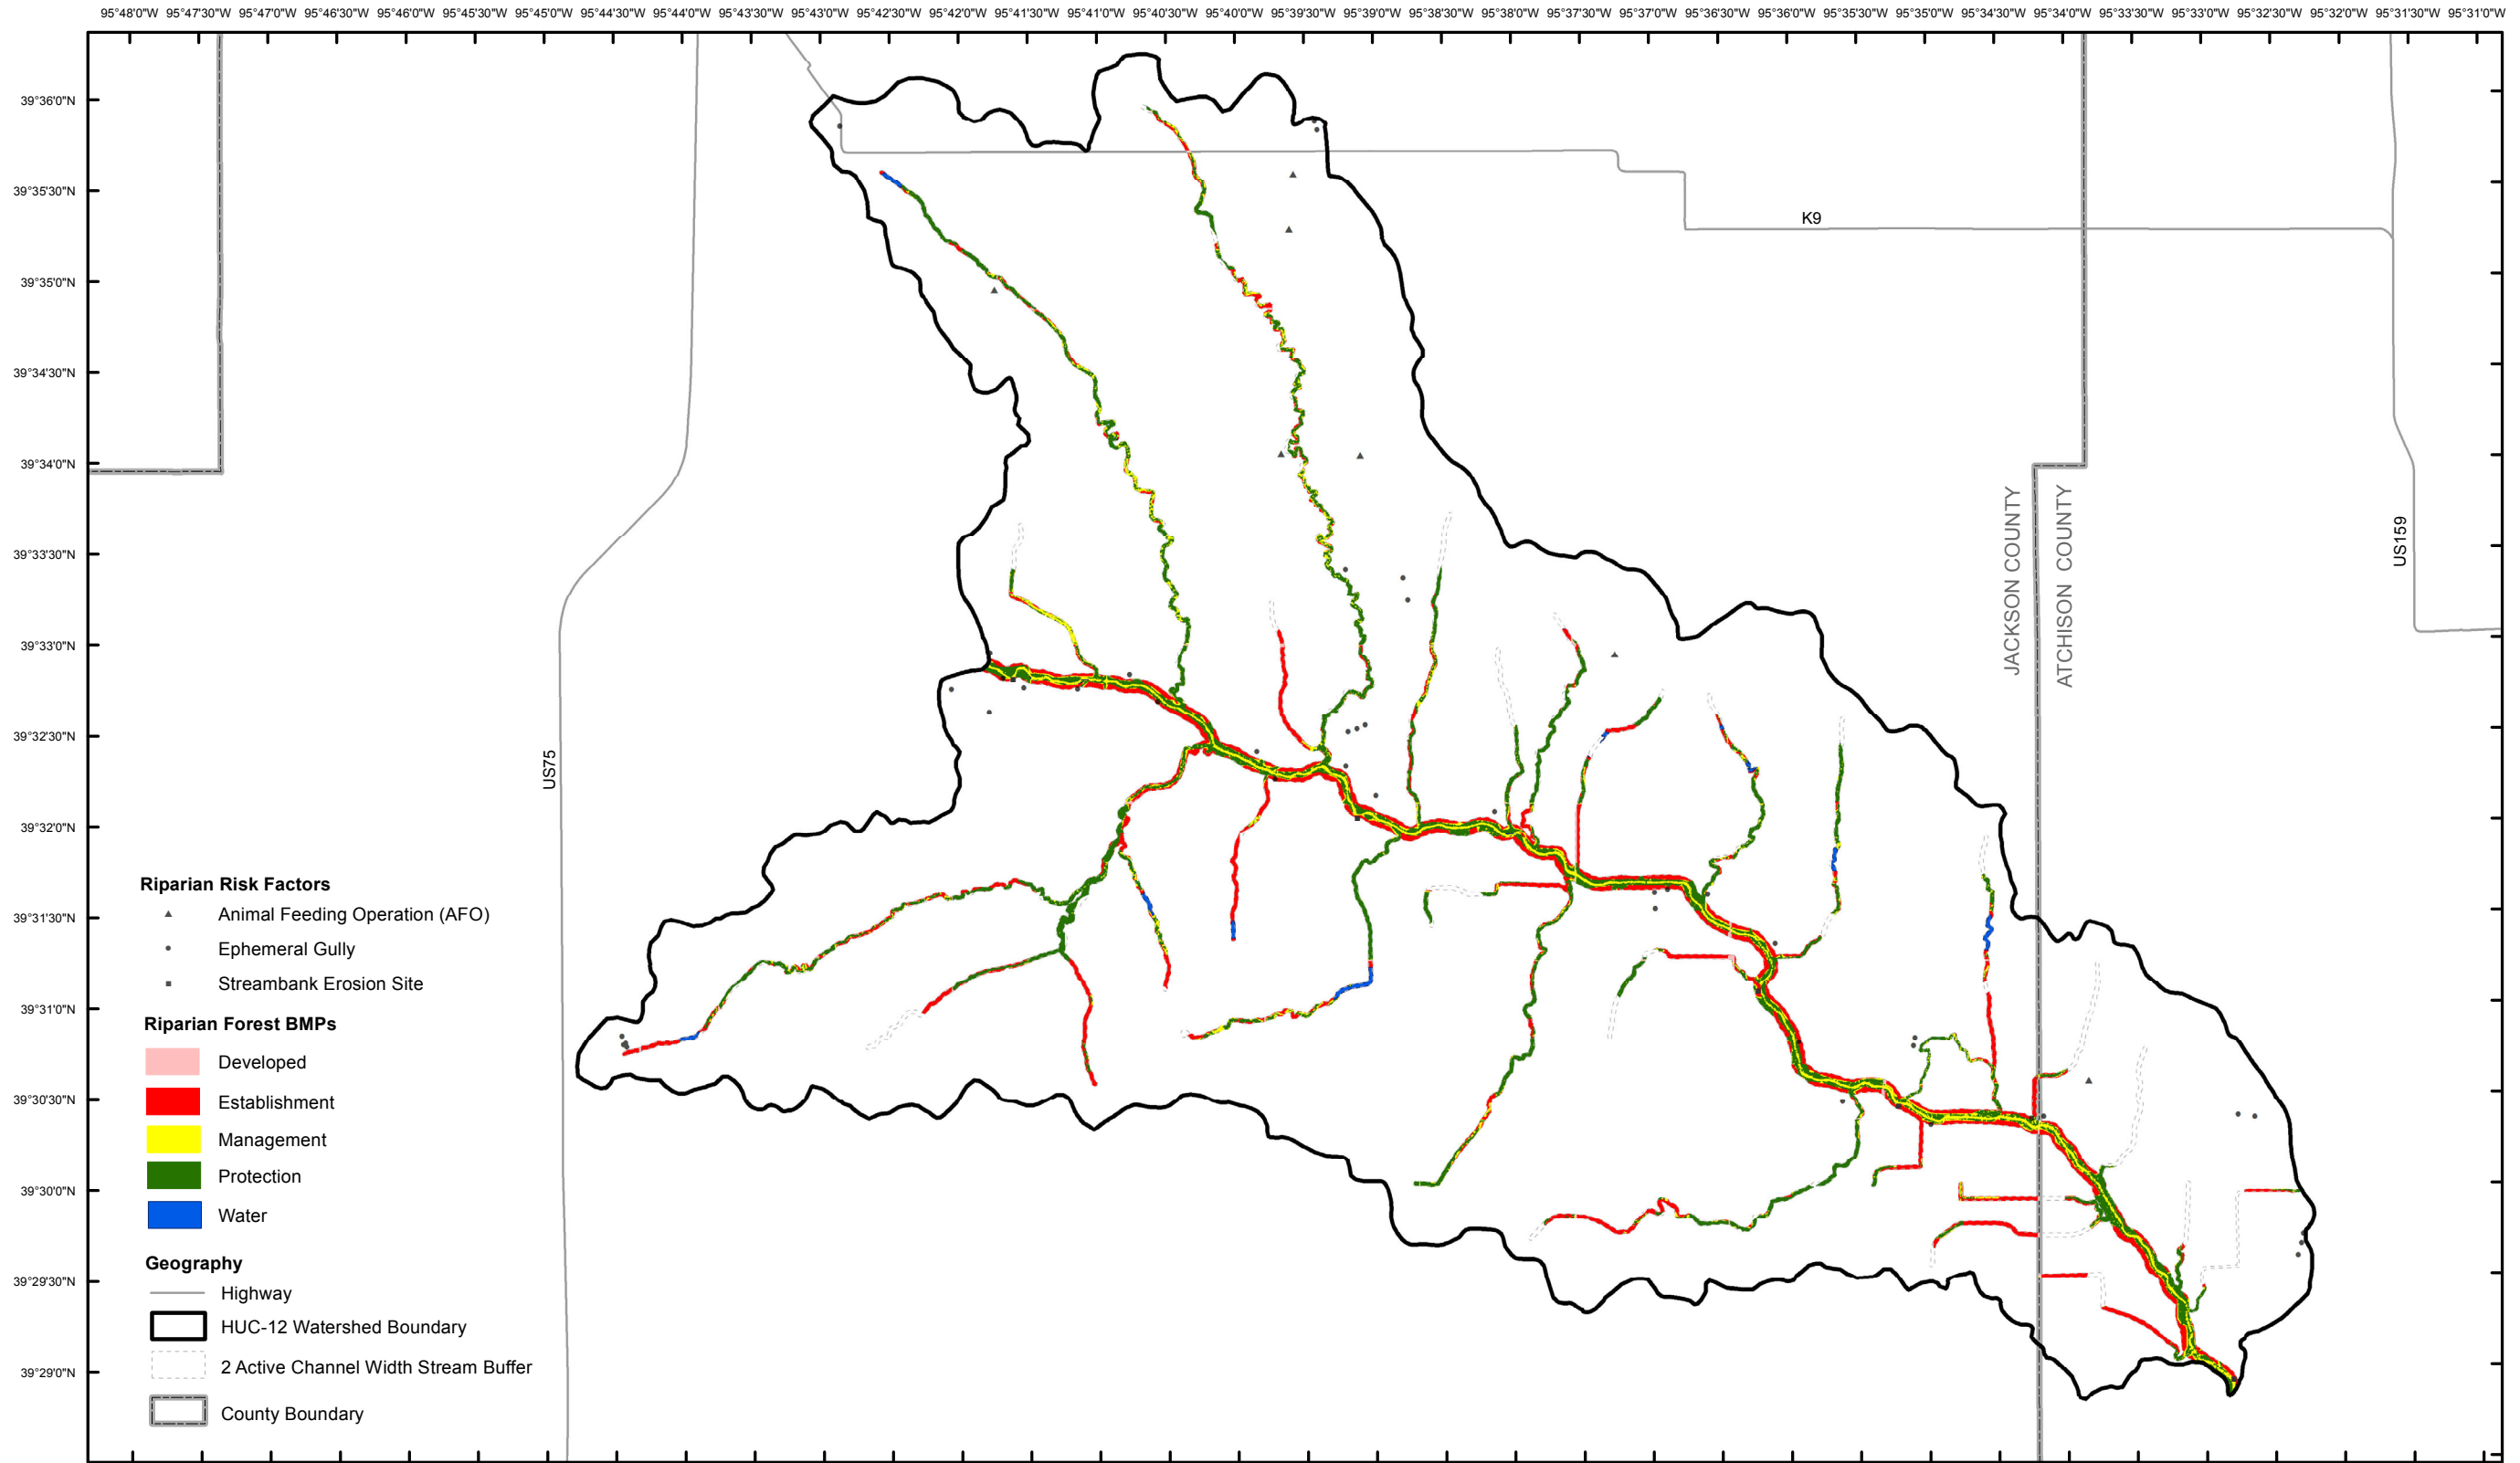 95°48'0"W 95°47'30"W 95°47'0"W 95°46'30"W 95°46'0"W 95°45'30"W 95°45'0"W 95°44'30"W 95°44'0"W 95°43'30"W 95°43'0"W 95°42'30"W 95°42'0"W 95°41'30"W 95°41'0"W 95°40'30"W 95°40'0"W 95°39'30"W 95°39'0"W 95°38'30"W 95°38'0"W 95°37'30"W 95°37'0"W 95°36'30"W 95°36'0"W 95°35'30"W 95°35'0"W 95°34'30"W 95°34'0"W 95°33'30"W 95°33'0"W 95°32'30"W 95°32'0"W 95°31'30"W 95°31'0"W
39°36'0"N
39°35'30"N
K9
39°35'0"N
39°34'30"N
39°34'0"N
JACKSON COUNTY
ATCHISON COUNTY
US159
39°33'30"N
39°33'0"N
39°32'30"N
US75
39°32'0"N
39°31'30"N
39°31'0"N
39°30'30"N
39°30'0"N
39°29'30"N
39°29'0"N
Riparian Risk Factors
Animal Feeding Operation (AFO)
Ephemeral Gully
Streambank Erosion Site
Riparian Forest BMPs
Developed
Establishment
Management
Protection
Water
Geography
Highway
HUC-12 Watershed Boundary
2 Active Channel Width Stream Buffer
County Boundary